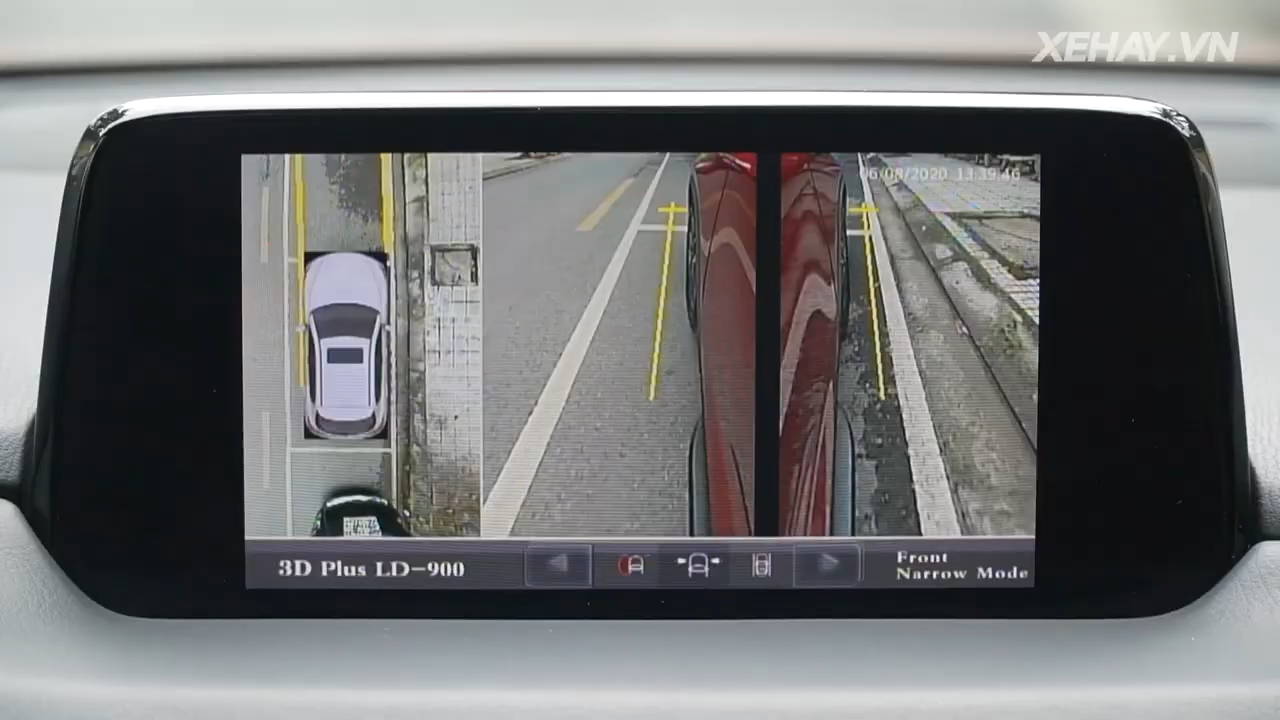 XEHAY.VN
06/08/2020 13:39:46
3D Plus LD-900
Front
Narrow Mode